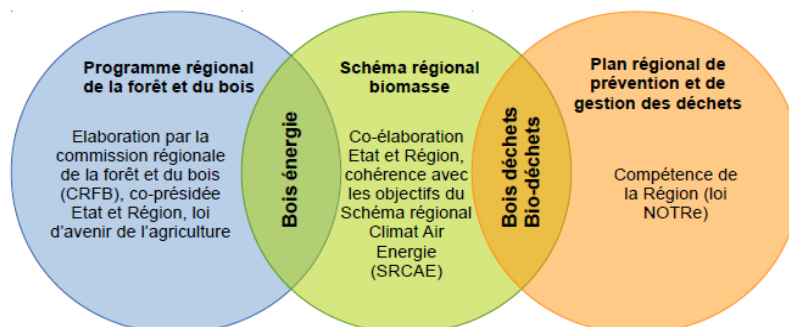 Programme régional
de la forêt et du bois
Elaboration par la
commission régionale
de la forêt et du bois
(CRFB), co-présidée
Etat et Région, loi
d'avenir de l'agriculture
Bois énergie
Schéma régional
biomasse
Co-élaboration
Etat et Région,
cohérence avec
les objectifs du
Schéma régional
Climat Air
Energie
(SRCAE)
Bois déchets
Bio-déchets
Plan régional de
prévention et de
gestion des déchets
Compétence de
la Région (loi
NOTRe)